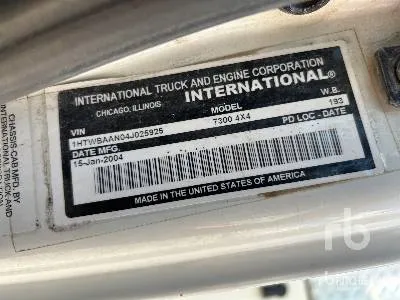 INTERNATIONAL TRUCK AND ENGINE CORPORATION
CHICAGO, ILLINOIS
INTERNATIONAL®
VIN MODEL W.B.
1HTWBAAN04J025925 7300 4X4 193
DATE MFG. PD LOC - DATE
15-Jan-2004
MADE IN THE UNITED STATES OF AMERICA
CHASSIS-CAB MFD. BY
INTERNATIONAL TRUCK AND
rb